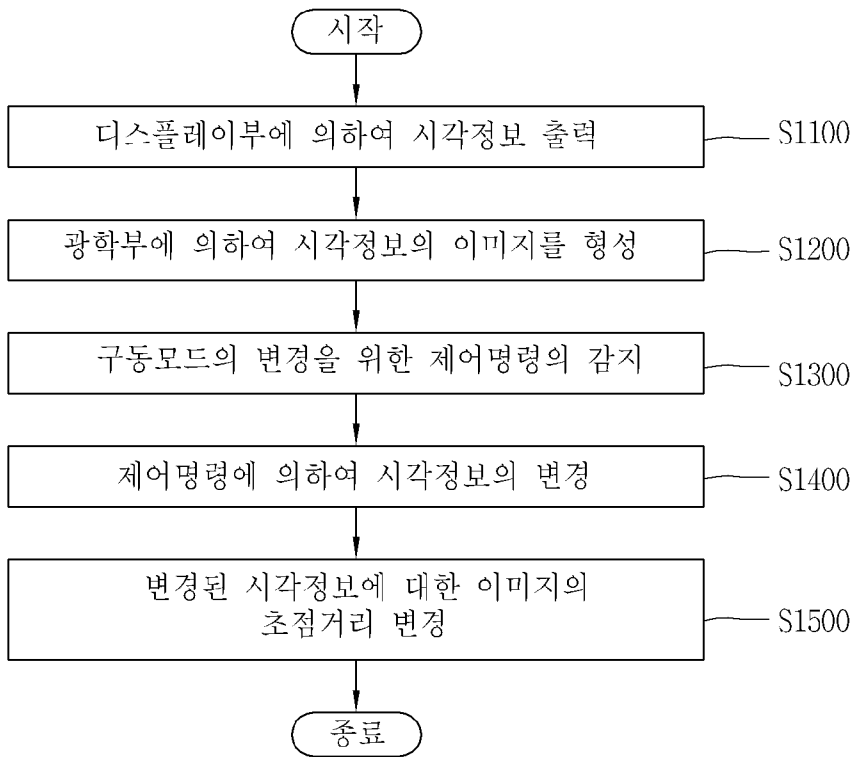 시작
디스플레이부에 의하여 시각정보 출력
S1100
광학부에 의하여 시각정보의 이미지를 형성
S1200
구동모드의 변경을 위한 제어명령의 감지
S1300
제어명령에 의하여 시각정보의 변경
S1400
변경된 시각정보에 대한 이미지의
초점거리 변경
S1500
종료